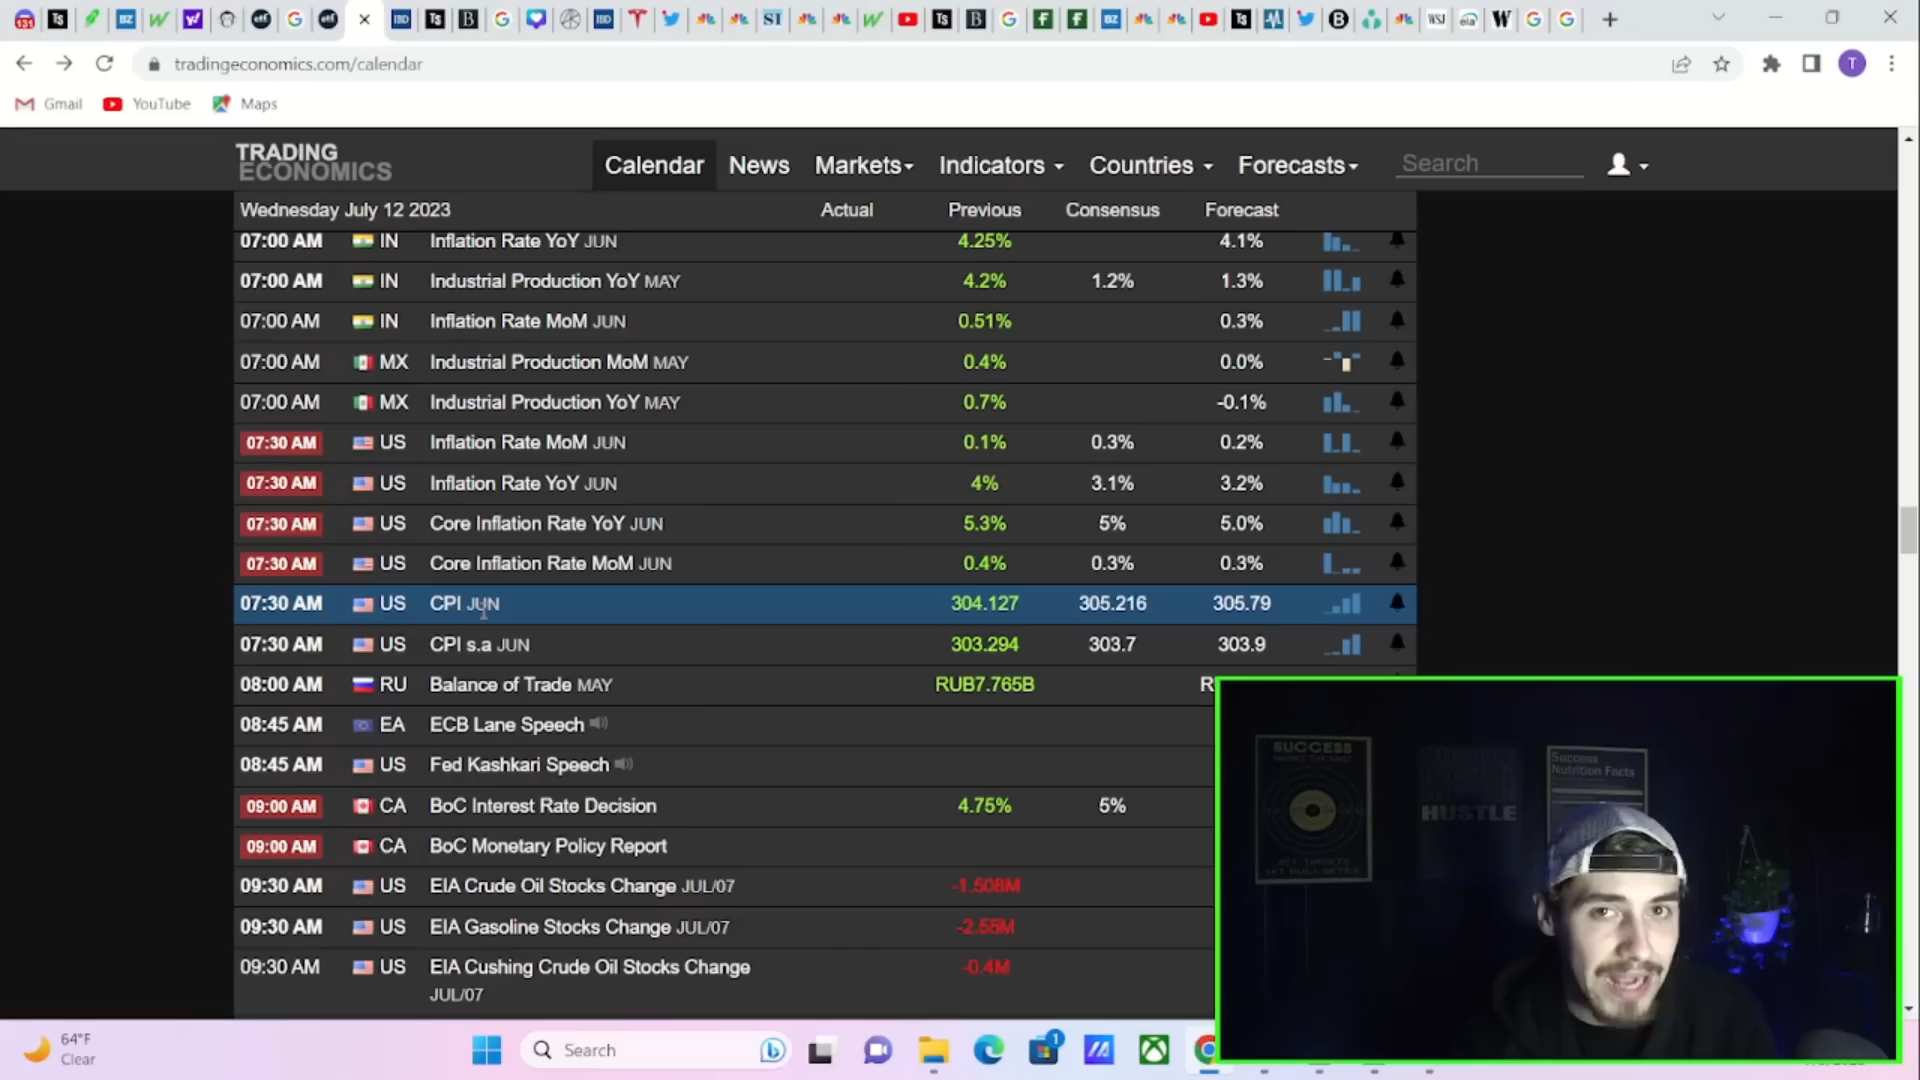 131
tradingeconomics.com/calendar
T
Gmail YouTube Maps
TRADING
ECONOMICS
Calendar News Markets Indicators Countries Forecasts Search
Wednesday July 12 2023 Actual Previous Consensus Forecast
07:00 AM IN Inflation Rate YoY JUN 4.25% 4.1%
07:00 AM IN Industrial Production YoY MAY 4.2% 1.2% 1.3%
07:00 AM IN Inflation Rate MoM JUN 0.51% 0.3%
07:00 AM MX Industrial Production MoM MAY 0.4% 0.0%
07:00 AM MX Industrial Production YoY MAY 0.7% -0.1%
07:30 AM US Inflation Rate MoM JUN 0.1% 0.3% 0.2%
07:30 AM US Inflation Rate YoY JUN 4% 3.1% 3.2%
07:30 AM US Core Inflation Rate YoY JUN 5.3% 5% 5.0%
07:30 AM US Core Inflation Rate MoM JUN 0.4% 0.3% 0.3%
07:30 AM US CPI JUN 304.127 305.216 305.79
07:30 AM US CPI s.a JUN 303.294 303.7 303.9
08:00 AM RU Balance of Trade MAY RUB7.765B
08:45 AM EA ECB Lane Speech
08:45 AM US Fed Kashkari Speech
09:00 AM CA BoC Interest Rate Decision 4.75% 5%
09:00 AM CA BoC Monetary Policy Report
09:30 AM US EIA Crude Oil Stocks Change JUL/07 -1.508M
09:30 AM US EIA Gasoline Stocks Change JUL/07 -2.55M
09:30 AM US EIA Cushing Crude Oil Stocks Change -0.4M
JUL/07
SUCCESS
HUSTLE
Success
Nutrition Facts
64°F
Clear
Search
1